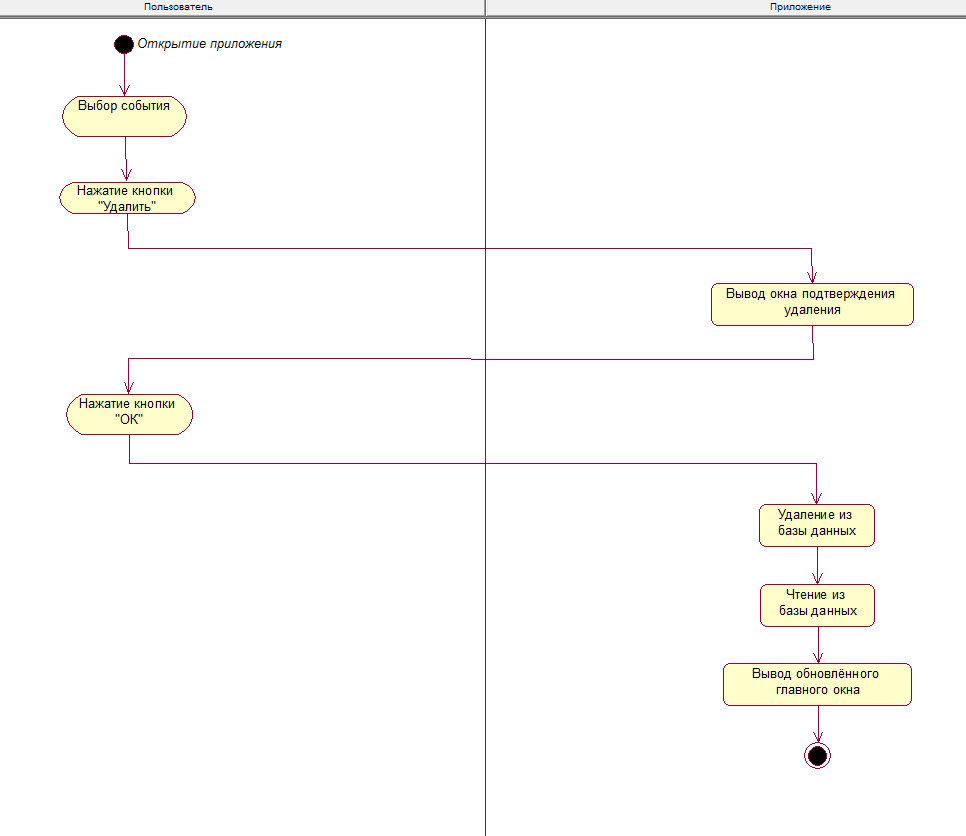 Пользователь
Приложение
Открытие приложения
Выбор события
Нажатие кнопки
"Удалить"
Вывод окна подтверждения
удаления
Нажатие кнопки
"ОК"
Удаление из
базы данных
Чтение из
базы данных
Вывод обновлённого
главного окна